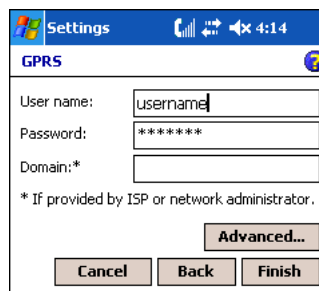 Settings 4:14
GPRS ?
User name: username
Password: *******
Domain:*
* If provided by ISP or network administrator.
Advanced...
Cancel Back Finish